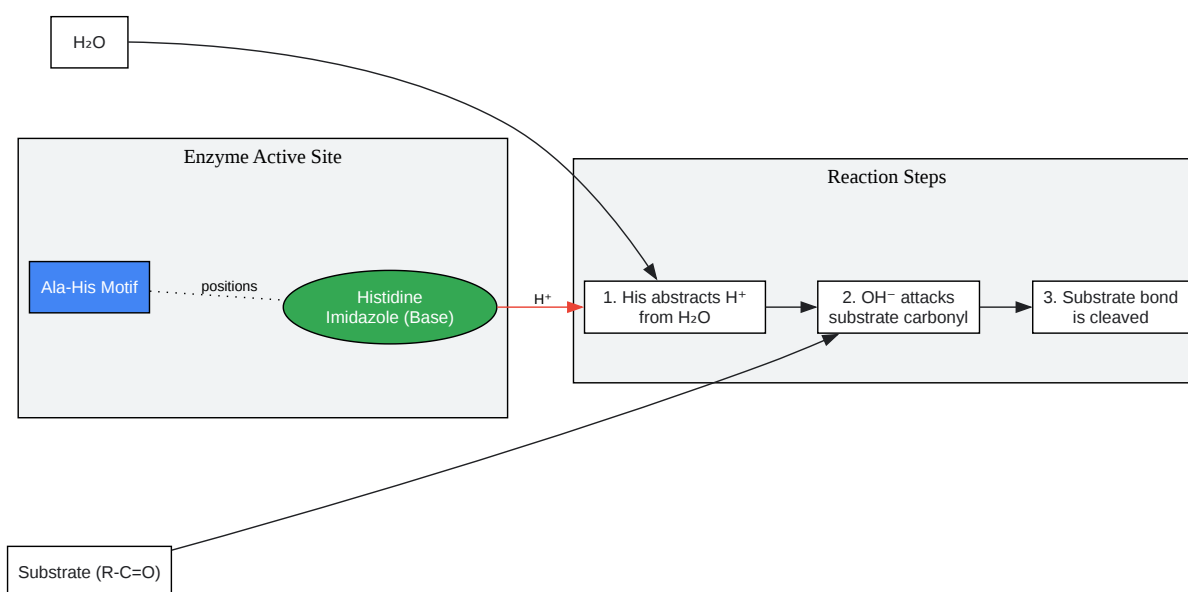 H₂O
Enzyme Active Site
Reaction Steps
Ala-His Motif
positions
Histidine
Imidazole (Base)
H⁺
1. His abstracts H⁺
from H₂O
2. OH⁻ attacks
substrate carbonyl
3. Substrate bond
is cleaved
Substrate (R-C=O)